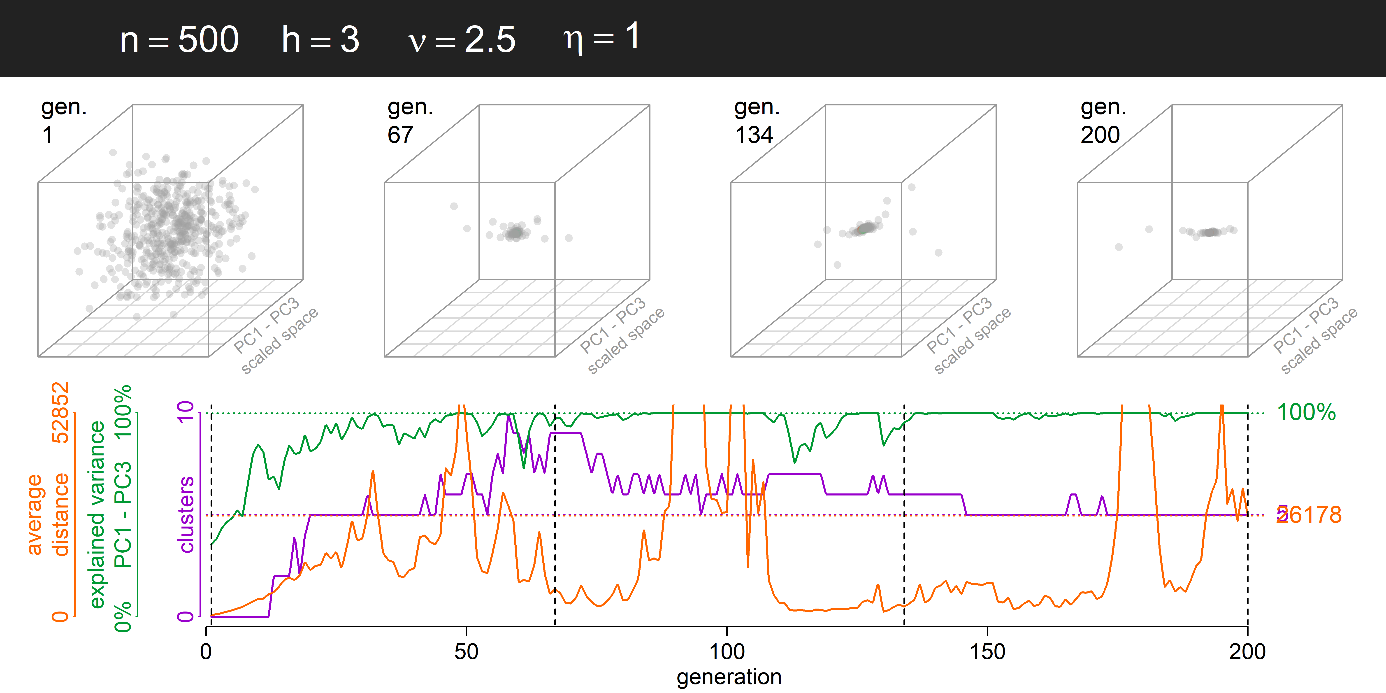 n = 500 h = 3 ν = 2.5 η = 1
gen.
1
gen.
67
gen.
134
gen.
200
PC1 - PC3
scaled space
PC1 - PC3
scaled space
PC1 - PC3
scaled space
PC1 - PC3
scaled space
average
distance
0
52852
explained variance
PC1 - PC3
0%
100%
clusters
0
10
100%
26178
0
50
100
150
200
generation